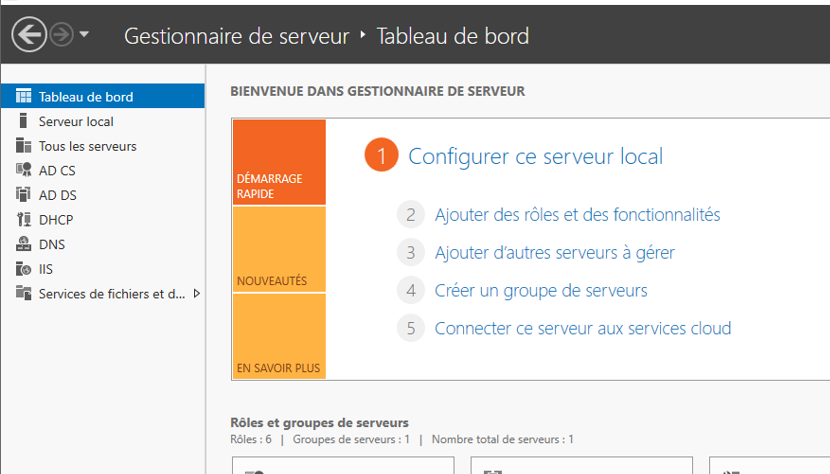 Gestionnaire de serveur ‣ Tableau de bord
Tableau de bord
Serveur local
Tous les serveurs
AD CS
AD DS
DHCP
DNS
IIS
Services de fichiers et d...
BIENVENUE DANS GESTIONNAIRE DE SERVEUR
DÉMARRAGE
RAPIDE
NOUVEAUTÉS
EN SAVOIR PLUS
1 Configurer ce serveur local
2 Ajouter des rôles et des fonctionnalités
3 Ajouter d’autres serveurs à gérer
4 Créer un groupe de serveurs
5 Connecter ce serveur aux services cloud
Rôles et groupes de serveurs
Rôles : 6 | Groupes de serveurs : 1 | Nombre total de serveurs : 1